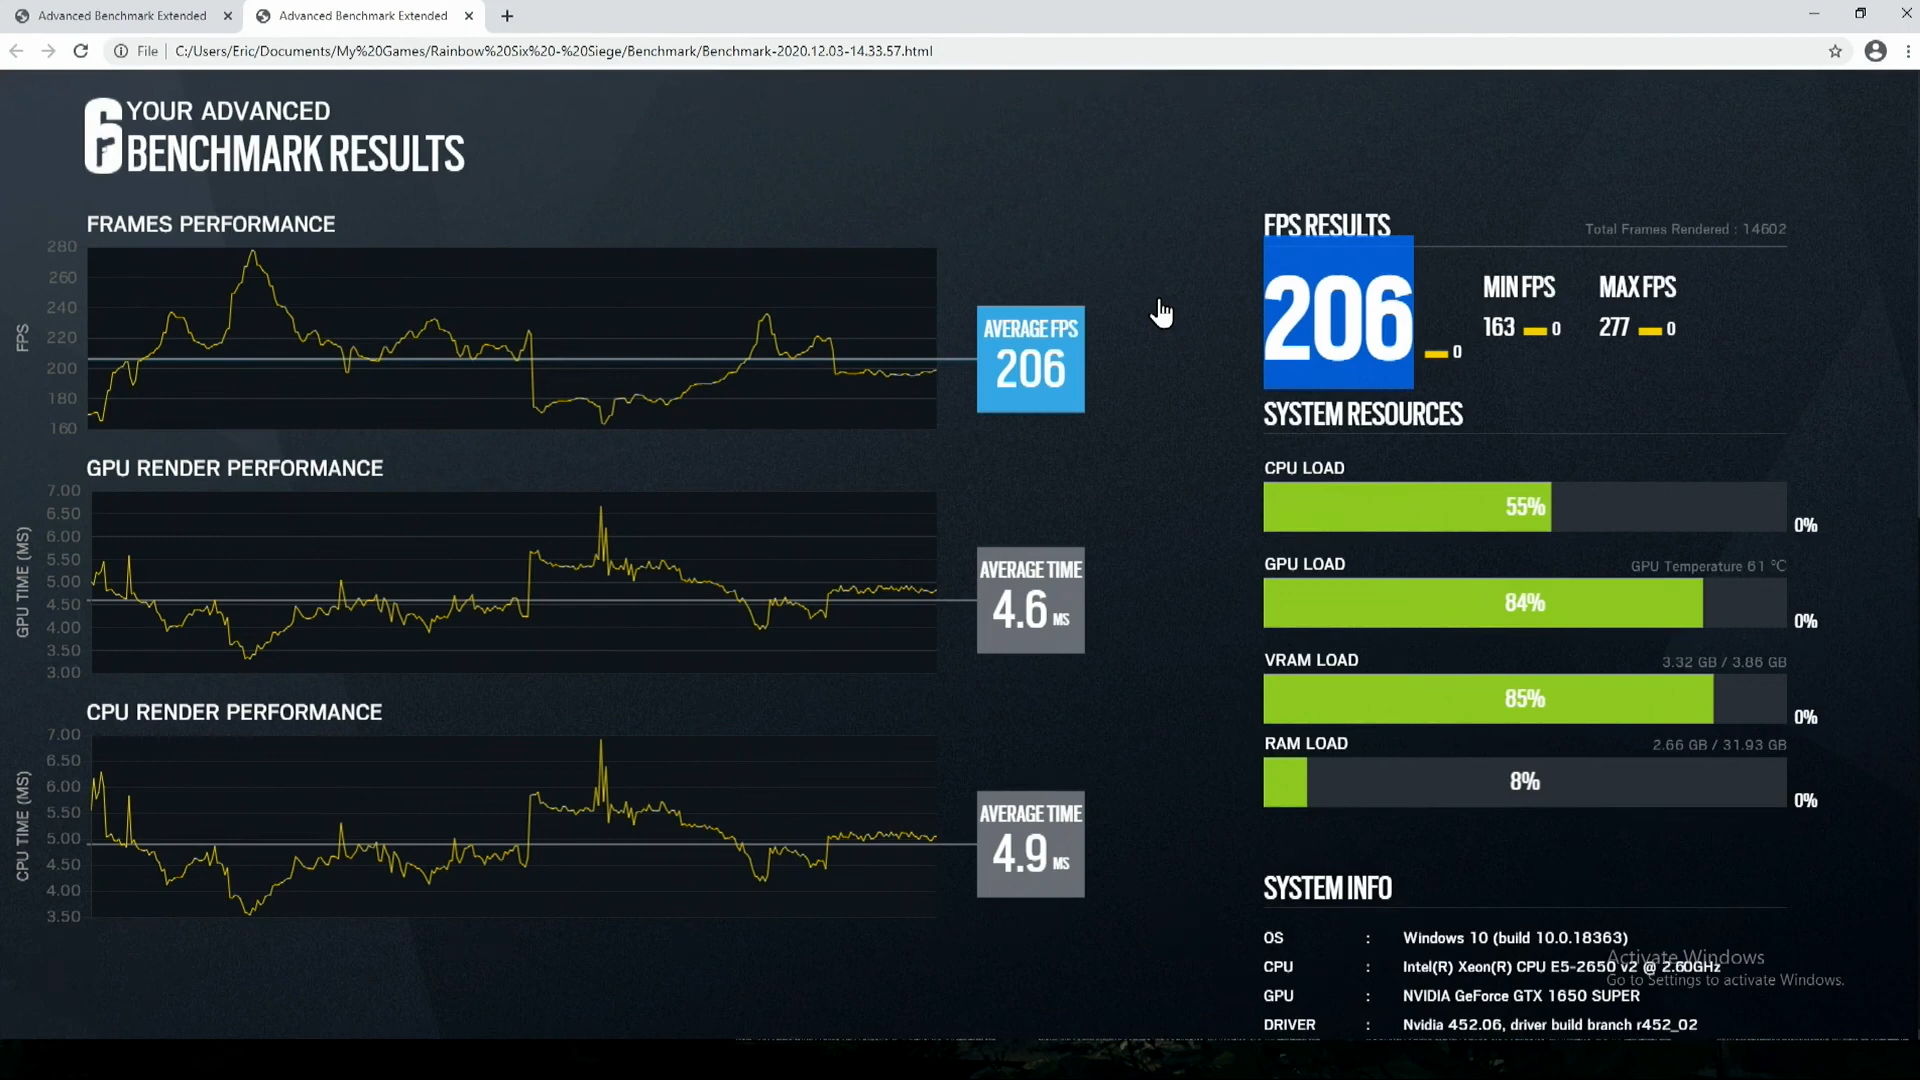 Advanced Benchmark Extended
Advanced Benchmark Extended
File
C:/Users/Eric/Documents/My%20Games/Rainbow%20Six%20-%20Siege/Benchmark/Benchmark-2020.12.03-14.33.57.html
YOUR ADVANCED
BENCHMARK RESULTS
FRAMES PERFORMANCE
280
260
240
220
200
180
160
FPS
AVERAGE FPS
206
GPU RENDER PERFORMANCE
7.00
6.50
6.00
5.50
5.00
4.50
4.00
3.50
3.00
GPU TIME (MS)
AVERAGE TIME
4.6 MS
CPU RENDER PERFORMANCE
7.00
6.50
6.00
5.50
5.00
4.50
4.00
3.50
CPU TIME (MS)
AVERAGE TIME
4.9 MS
FPS RESULTS
Total Frames Rendered : 14602
206
0
MIN FPS
163 0
MAX FPS
277 0
SYSTEM RESOURCES
CPU LOAD
55%
0%
GPU LOAD
GPU Temperature 61 °C
84%
0%
VRAM LOAD
3.32 GB / 3.86 GB
85%
0%
RAM LOAD
2.66 GB / 31.93 GB
8%
0%
SYSTEM INFO
OS : Windows 10 (build 10.0.18363)
CPU : Intel(R) Xeon(R) CPU E5-2650 v2 @ 2.60GHz
GPU : NVIDIA GeForce GTX 1650 SUPER
DRIVER : Nvidia 452.06, driver build branch r452_02
Activate Windows
Go to Settings to activate Windows.